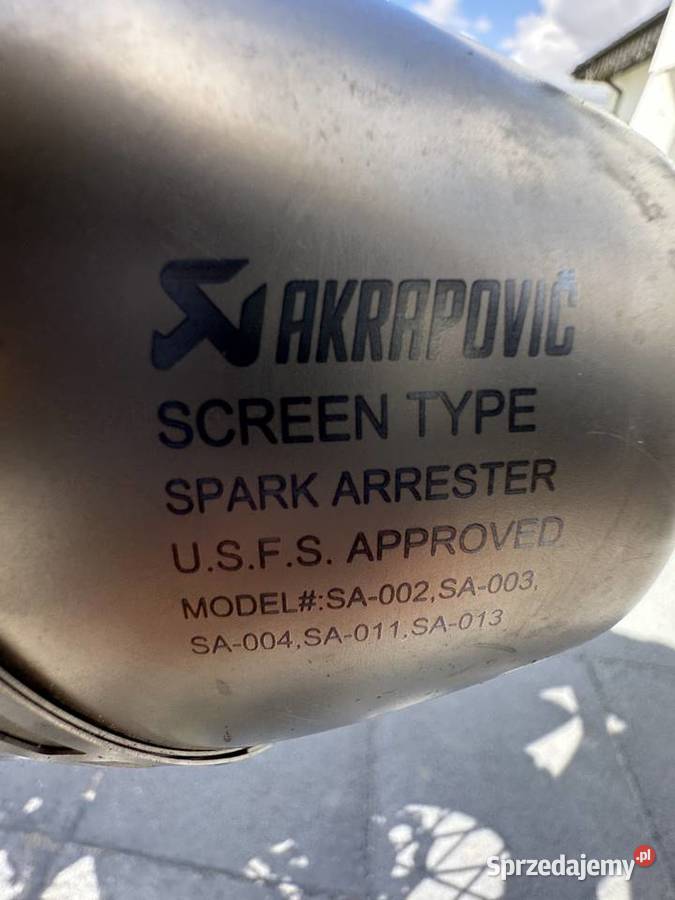 AKRAPOVIČ
SCREEN TYPE
SPARK ARRESTER
U.S.F.S. APPROVED
MODEL#:SA-002,SA-003,
SA-004,SA-011,SA-013
Sprzedajemy.pl